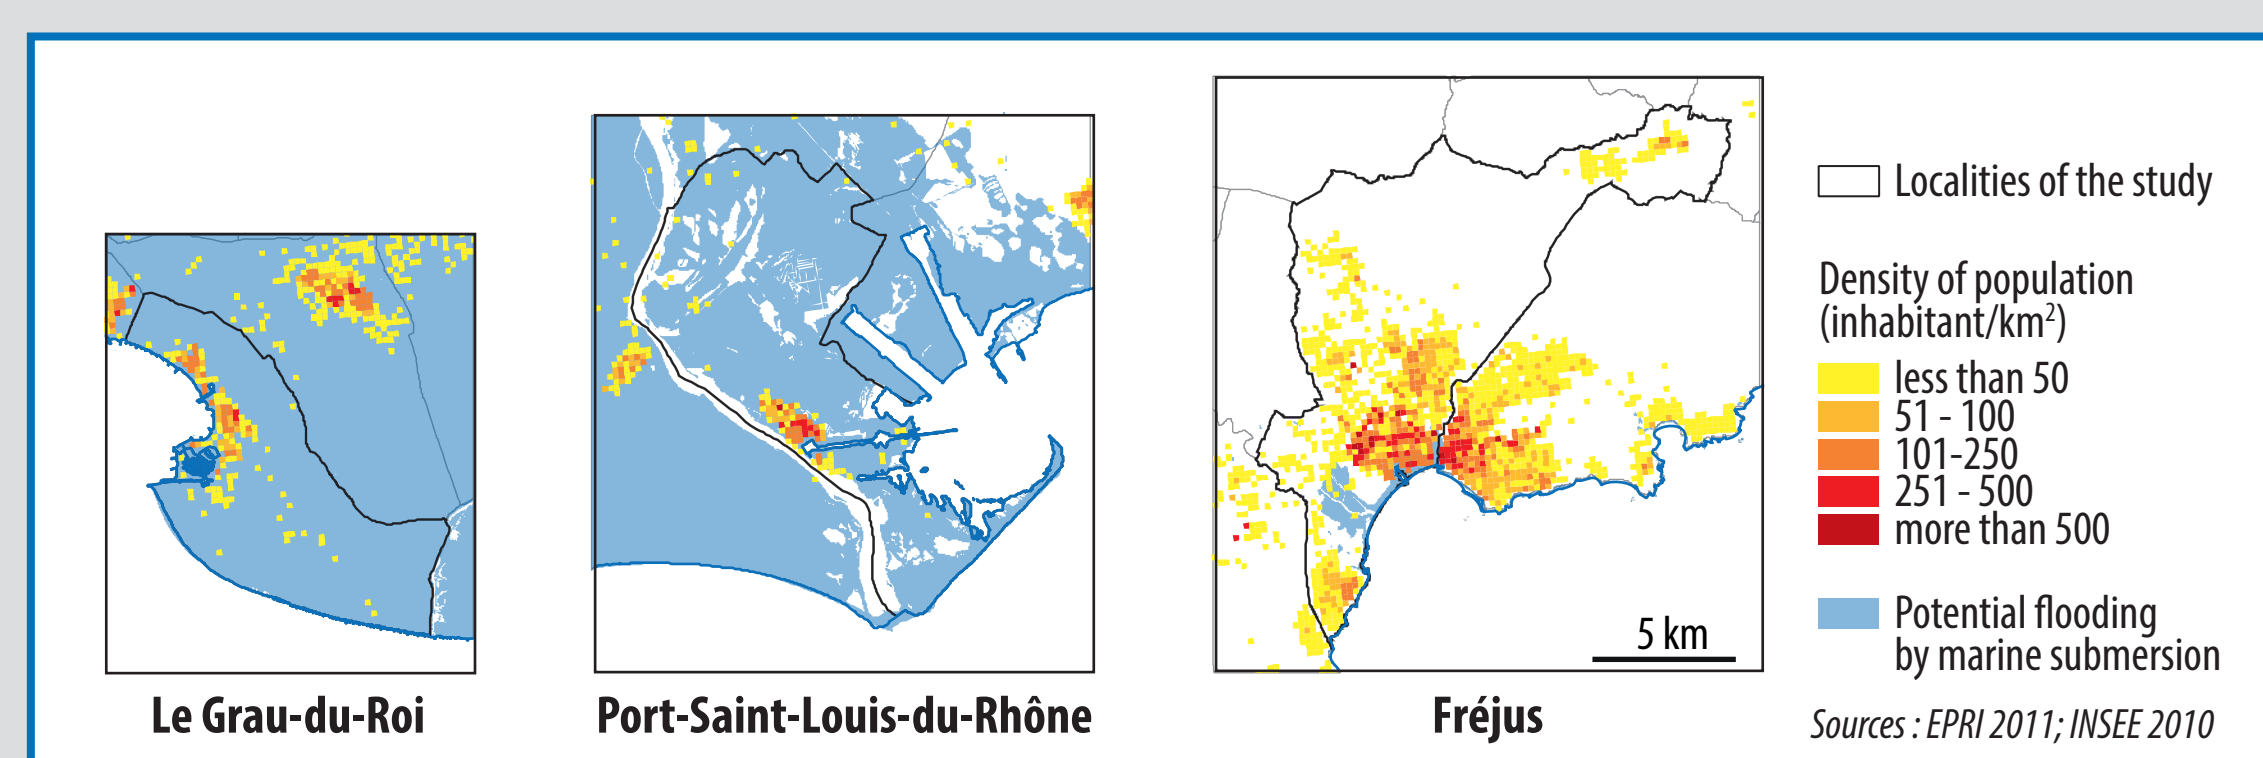 Le Grau-du-Roi
Port-Saint-Louis-du-Rhône
5 km
Fréjus
Localities of the study
Density of population
(inhabitant/km²)
less than 50
51 - 100
101-250
251 - 500
more than 500
Potential flooding
by marine submersion
Sources : EPRI 2011; INSEE 2010